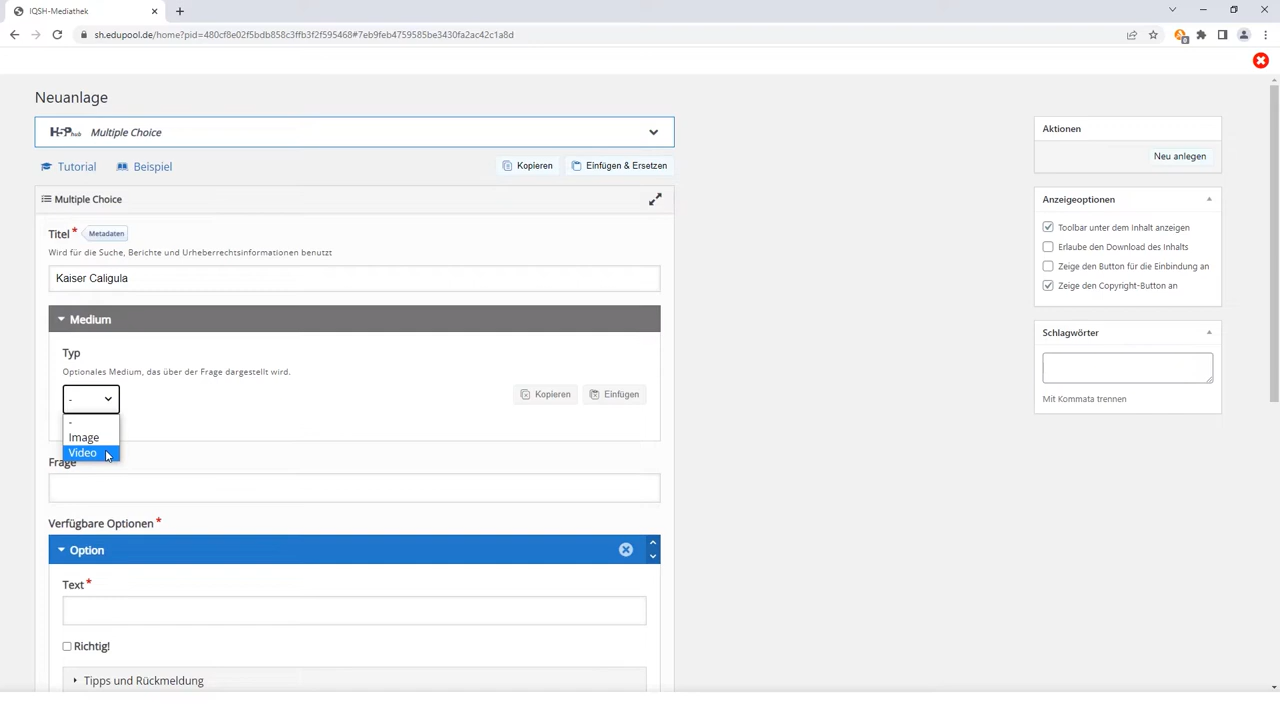 IQSH-Mediathek
sh.edupool.de/home?pid=480cf8e02f5bdb858c3ffb3f2f595468#7eb9feb4759585be3430fa2ac42c1a8d
Neuanlage
H5P hub Multiple Choice
Tutorial Beispiel Kopieren Einfügen & Ersetzen
Multiple Choice
Titel* Metadaten
Wird für die Suche, Berichte und Urheberrechtsinformationen benutzt
Kaiser Caligula
Medium
Typ
Optionales Medium, das über der Frage dargestellt wird.
- Kopieren Einfügen
-
Image
Video
Frage
Verfügbare Optionen *
Option
Text*
Richtig!
Tipps und Rückmeldung
Aktionen
Neu anlegen
Anzeigeoptionen
Toolbar unter dem Inhalt anzeigen
Erlaube den Download des Inhalts
Zeige den Button für die Einbindung an
Zeige den Copyright-Button an
Schlagwörter
Mit Kommata trennen